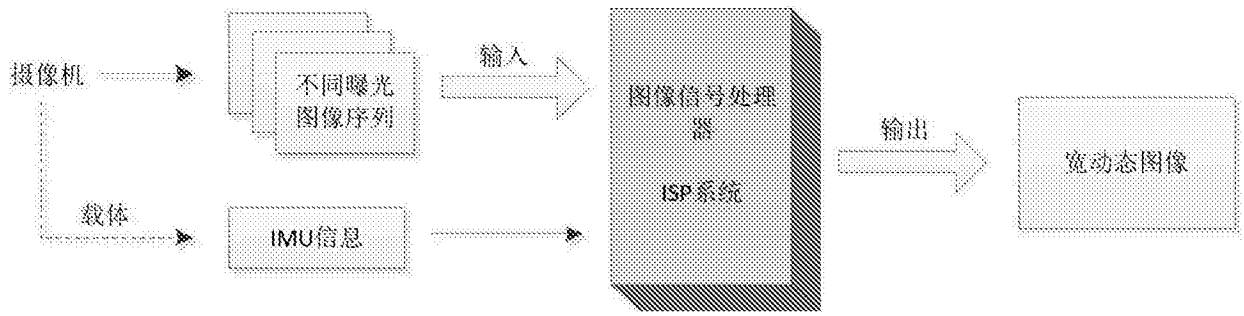 摄像机
不同曝光
图像序列
输入
图像信号处理
器
ISP系统
输出
宽动态图像
载体
IMU信息